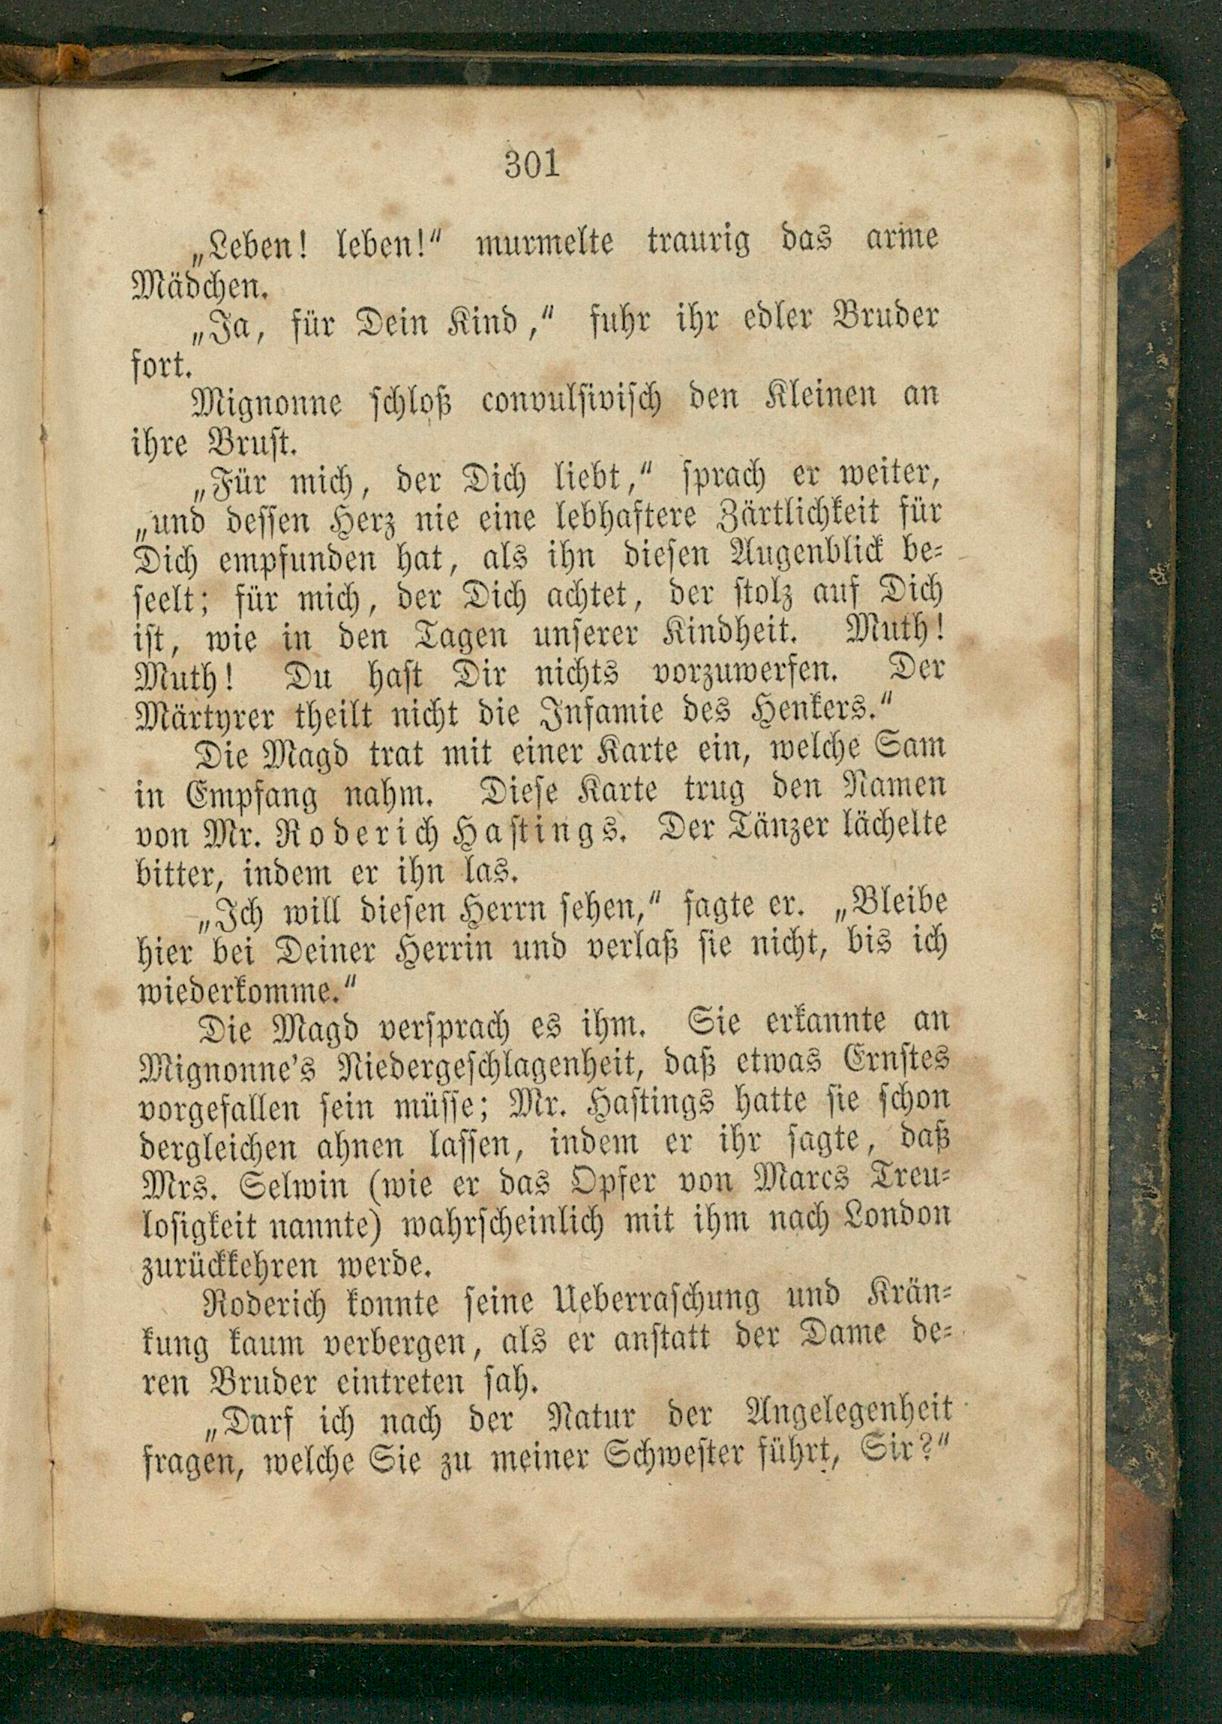 301
„Leben! leben!“ murmelte traurig das arme
Mädchen.
„Ja, für Dein Kind,“ fuhr ihr edler Bruder
fort.
Mignonne schloß convulsivisch den Kleinen an
ihre Brust.
„Für mich, der Dich liebt,“ sprach er weiter,
„und dessen Herz nie eine lebhaftere Zärtlichkeit für
Dich empfunden hat, als ihn diesen Augenblick be-
seelt; für mich, der Dich achtet, der stolz auf Dich
ist, wie in den Tagen unserer Kindheit. Muth!
Muth! Du hast Dir nichts vorzuwerfen. Der
Märtyrer theilt nicht die Infamie des Henkers.“
Die Magd trat mit einer Karte ein, welche Sam
in Empfang nahm. Diese Karte trug den Namen
von Mr. Roderich Hastings. Der Tänzer lächelte
bitter, indem er ihn las.
„Ich will diesen Herrn sehen,“ sagte er. „Bleibe
hier bei Deiner Herrin und verlaß sie nicht, bis ich
wiederkomme.“
Die Magd versprach es ihm. Sie erkannte an
Mignonne's Niedergeschlagenheit, daß etwas Ernstes
vorgefallen sein müsse; Mr. Hastings hatte sie schon
dergleichen ahnen lassen, indem er ihr sagte, daß
Mrs. Selwin (wie er das Opfer von Marcs Treu-
losigkeit nannte) wahrscheinlich mit ihm nach London
zurückkehren werde.
Roderich konnte seine Ueberraschung und Krän-
kung kaum verbergen, als er anstatt der Dame de-
ren Bruder eintreten sah.
„Darf ich nach der Natur der Angelegenheit
fragen, welche Sie zu meiner Schwester führt, Sir?“